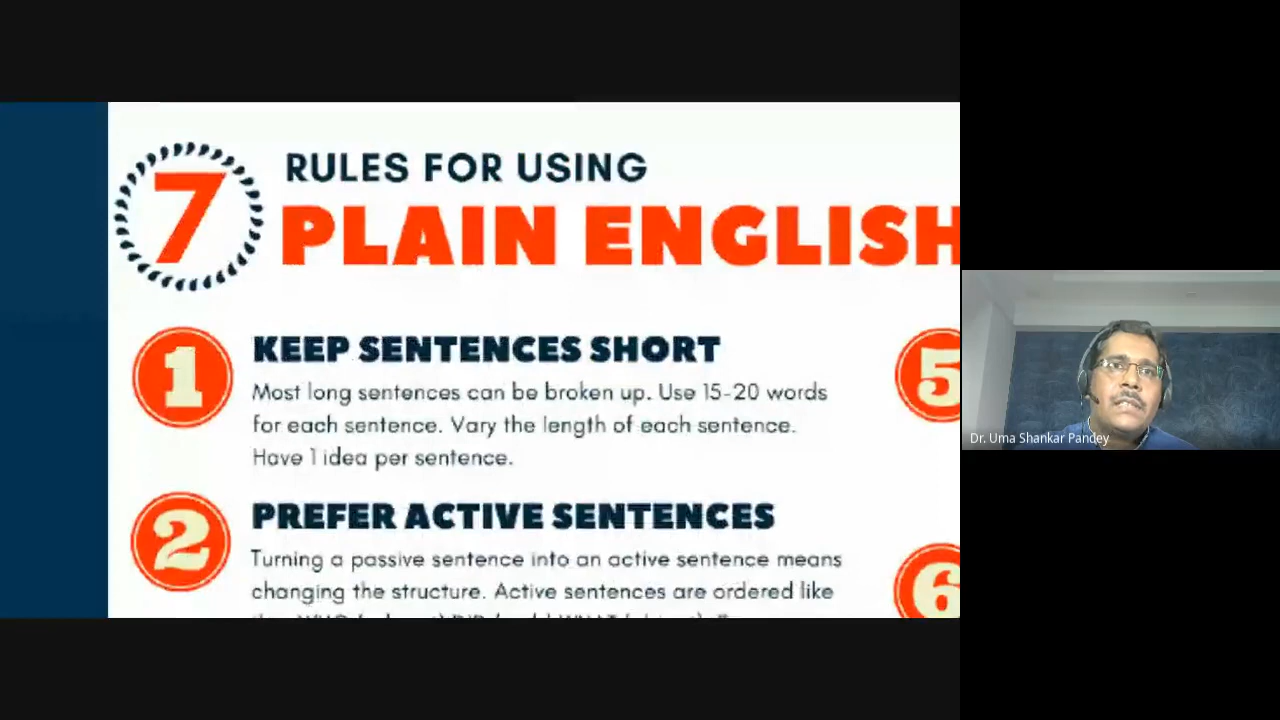 7
RULES FOR USING
PLAIN ENGLISH
1
KEEP SENTENCES SHORT
Most long sentences can be broken up. Use 15-20 words
for each sentence. Vary the length of each sentence.
Have 1 idea per sentence.
2
PREFER ACTIVE SENTENCES
Turning a passive sentence into an active sentence means
changing the structure. Active sentences are ordered like
5
6
Dr. Uma Shankar Pandey